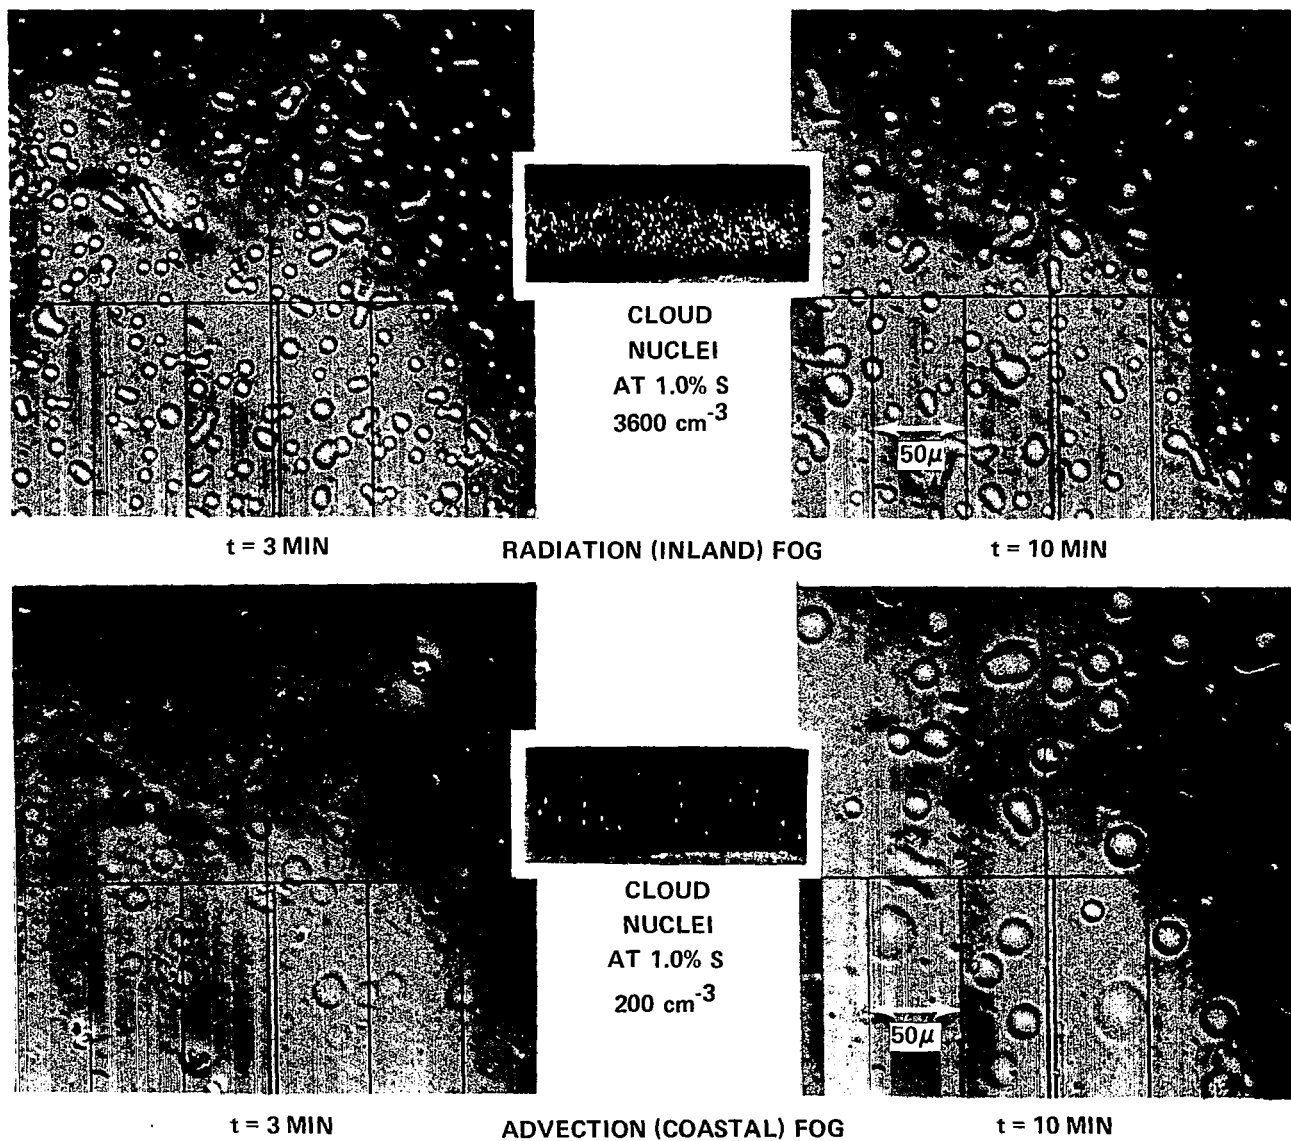 CLOUD
NUCLEI
AT 1.0% S
3600 cm⁻³
50μ
t = 3 MIN
RADIATION (INLAND) FOG
t = 10 MIN
CLOUD
NUCLEI
AT 1.0% S
200 cm⁻³
50μ
t = 3 MIN
ADVECTION (COASTAL) FOG
t = 10 MIN